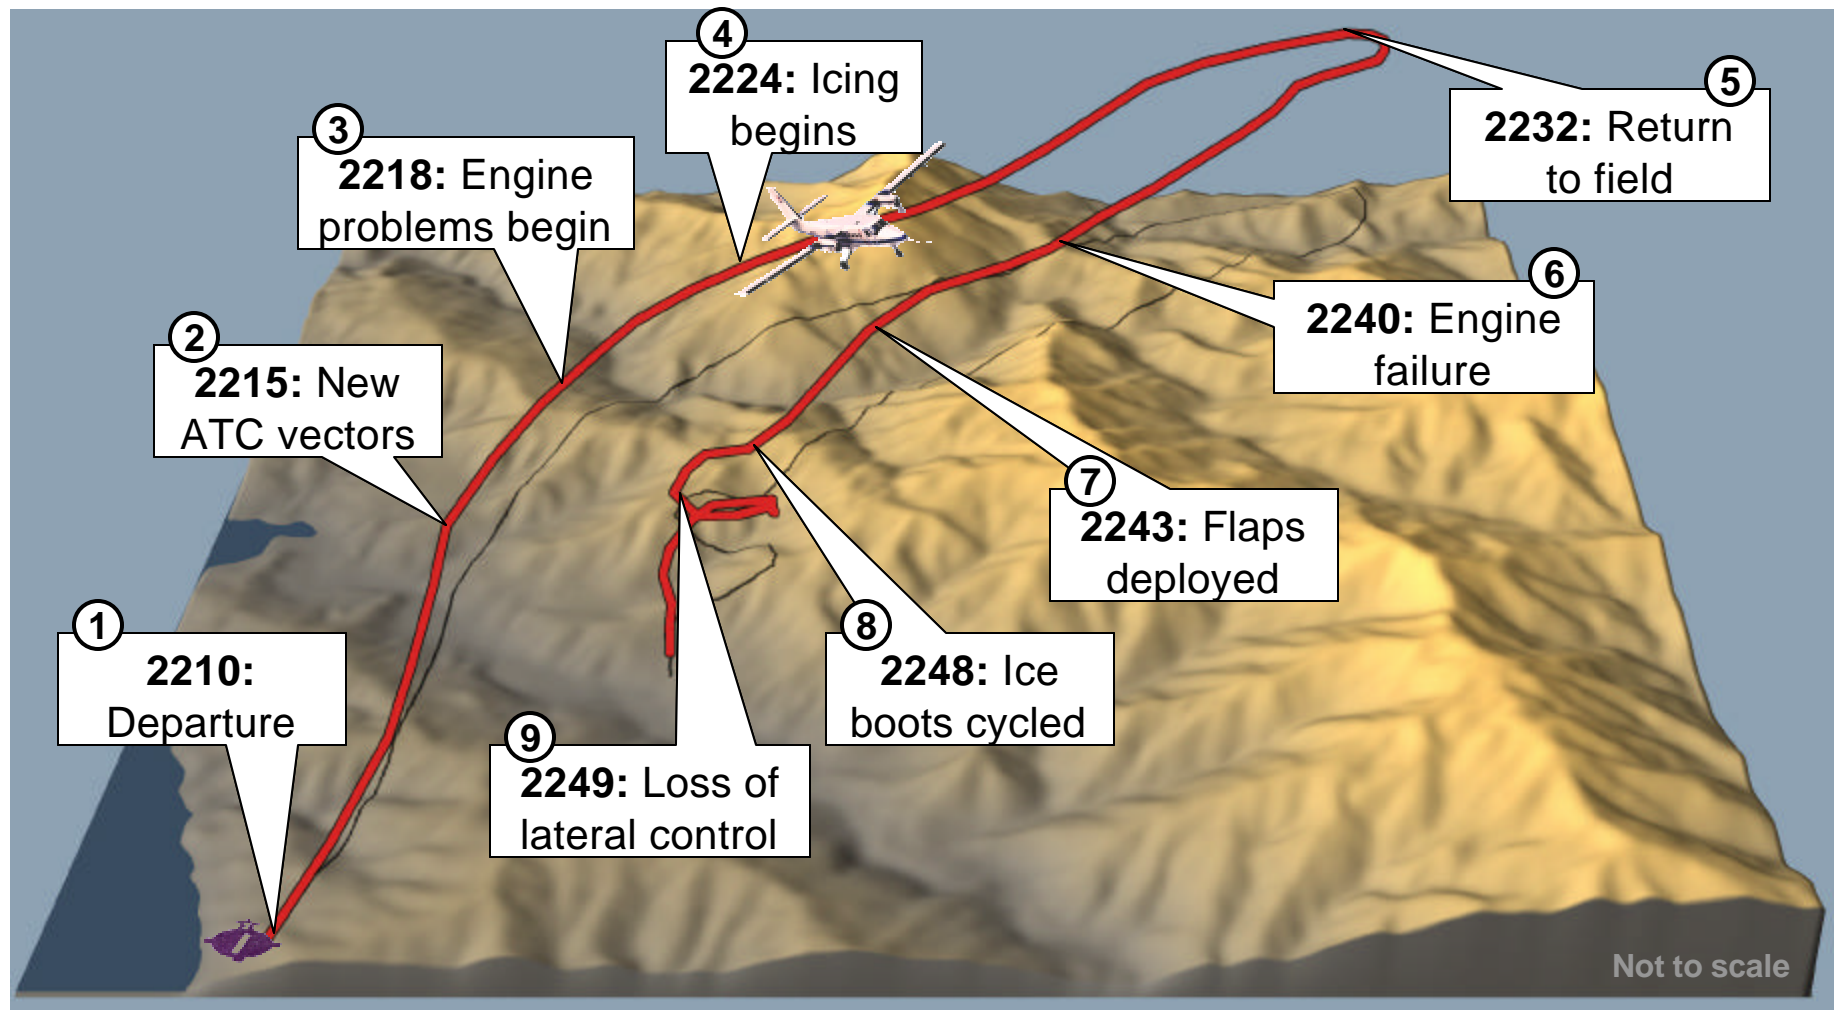 1
2210:
Departure
2
2215: New
ATC vectors
3
2218: Engine
problems begin
4
2224: Icing
begins
5
2232: Return
to field
6
2240: Engine
failure
7
2243: Flaps
deployed
8
2248: Ice
boots cycled
9
2249: Loss of
lateral control
Not to scale